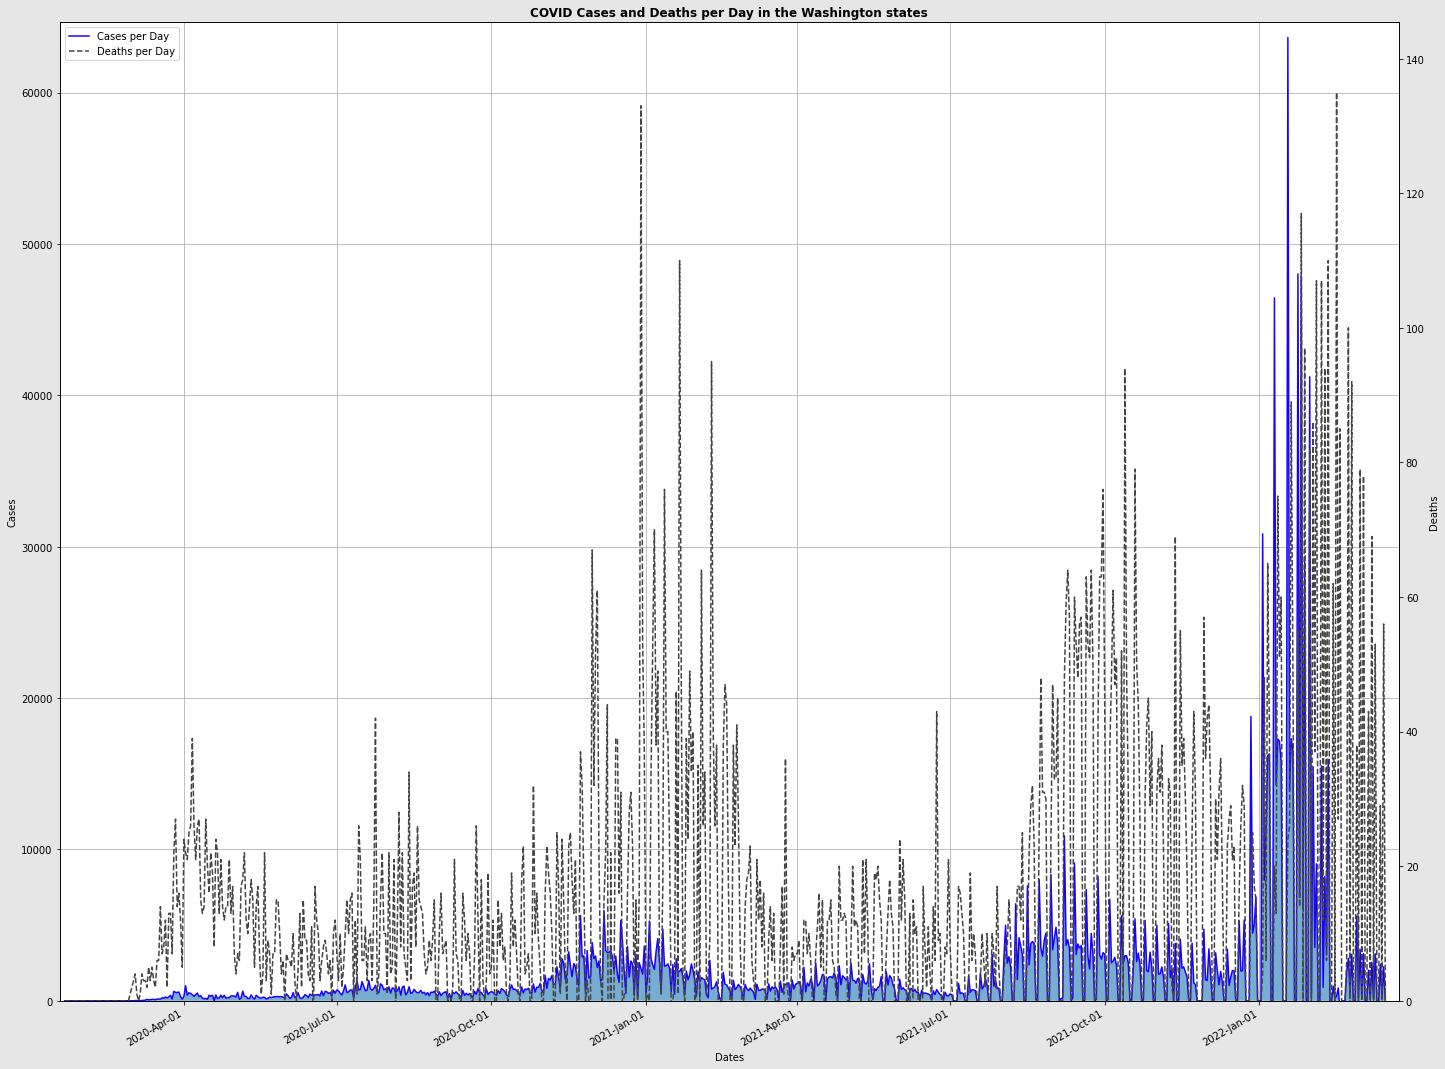 COVID Cases and Deaths per Day in the Washington states
Cases per Day
Deaths per Day
140
60000
120
50000
100
40000
80
Cases
Deaths
30000
60
20000
40
10000
20
0
0
2020-Apr-01
2020-Jul-01
2020-Oct-01
2021-Jan-01
2021-Apr-01
2021-Jul-01
2021-Oct-01
2022-Jan-01
Dates